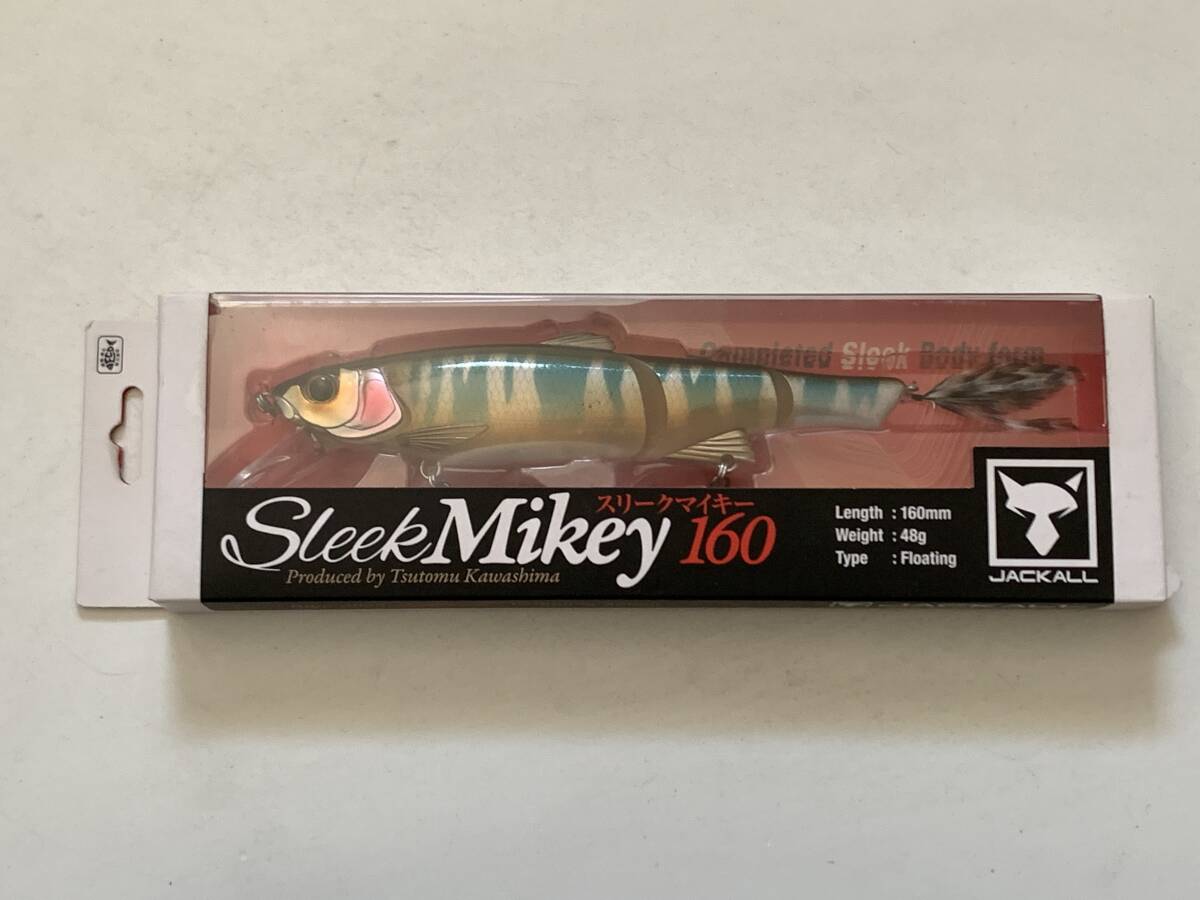 Completed Sleek Body form
スリークマイキー
Sleek Mikey 160
Produced by Tsutomu Kawashima
Length : 160mm
Weight : 48g
Type : Floating
JACKALL